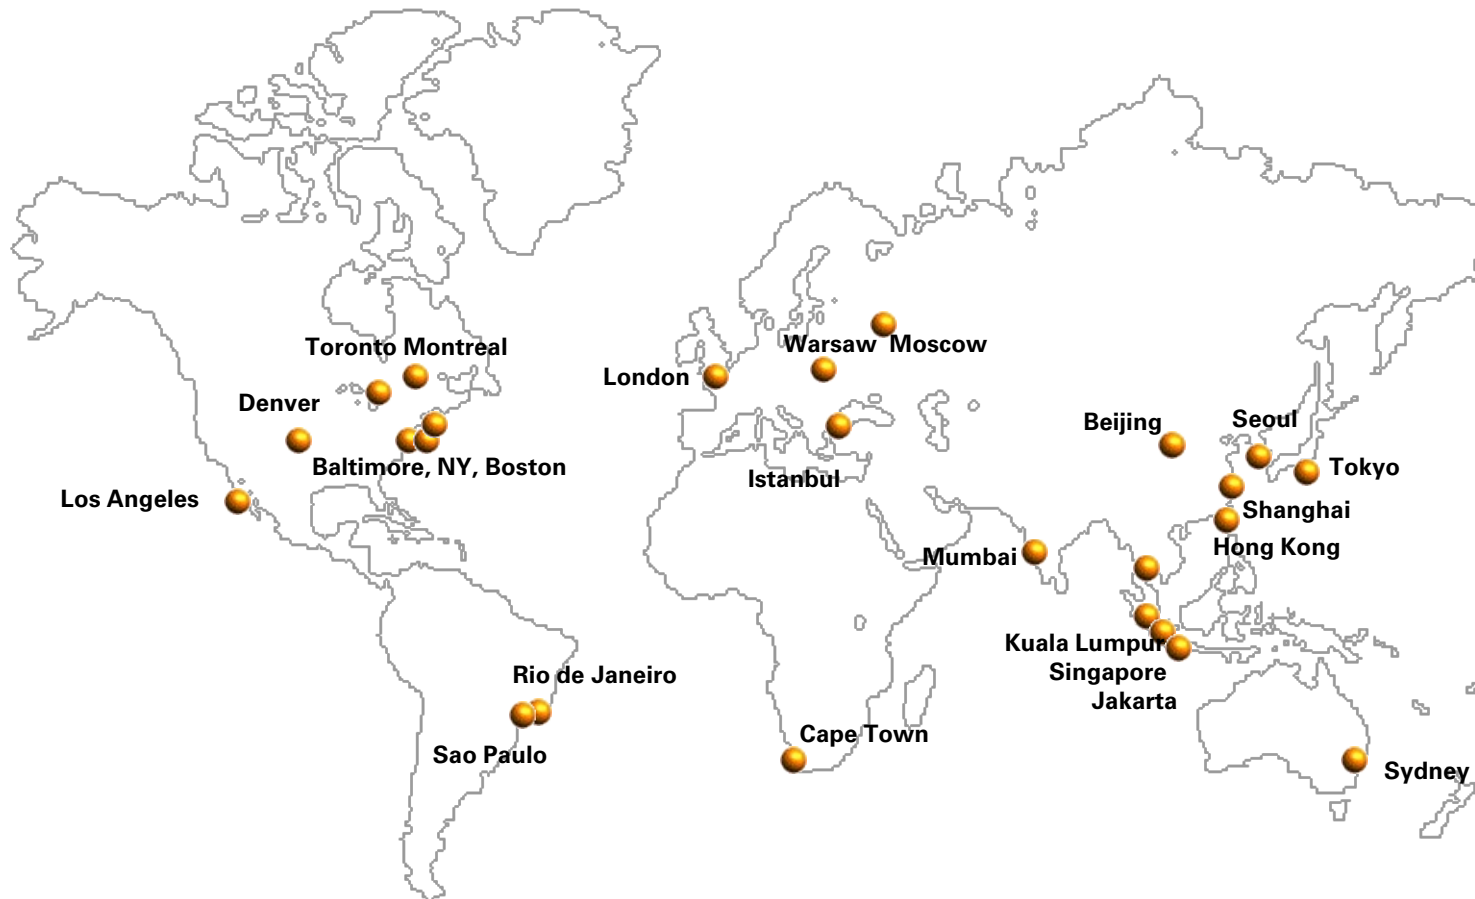 Toronto Montreal
Warsaw Moscow
London
Denver
Beijing
Seoul
Baltimore, NY, Boston
Istanbul
Tokyo
Los Angeles
Shanghai
Hong Kong
Mumbai
Kuala Lumpur
Singapore
Jakarta
Rio de Janeiro
Cape Town
Sao Paulo
Sydney